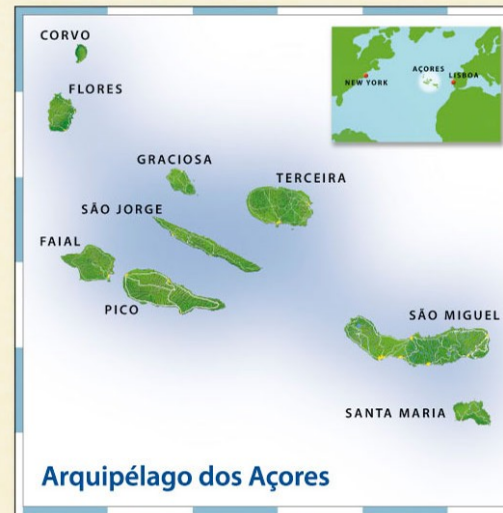 CORVO
FLORES
AÇORES
NEW YORK
LISBOA
GRACIOSA
TERCEIRA
SÃO JORGE
FAIAL
PICO
SÃO MIGUEL
SANTA MARIA
Arquipélago dos Açores